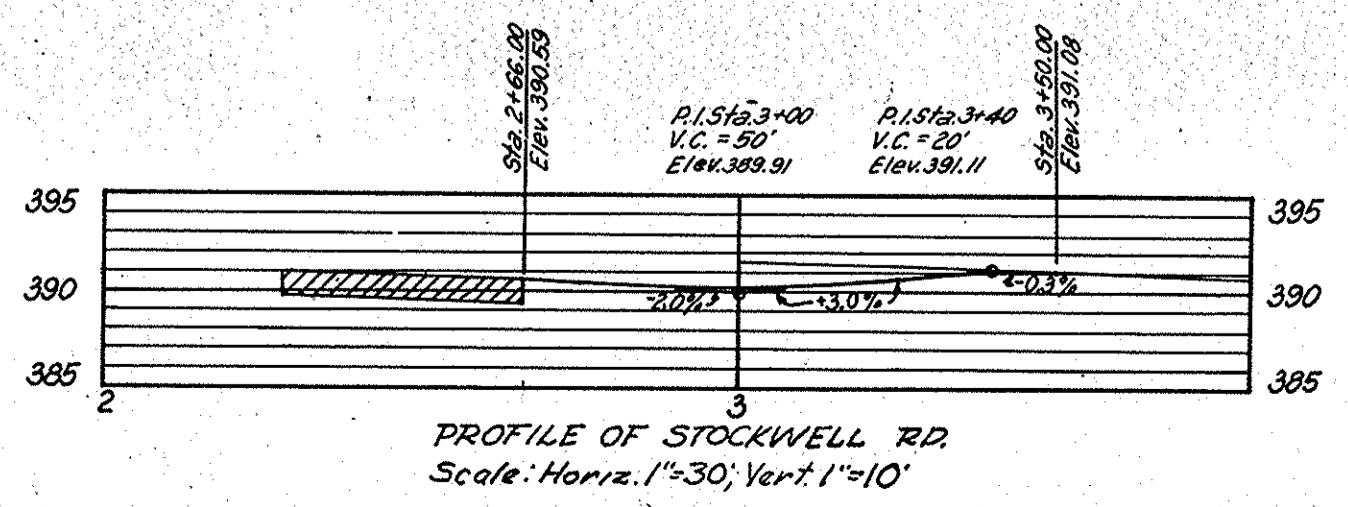 Sta. 2+66.00
Elev. 390.59
P.I. Sta. 3+00
V.C. = 50'
Elev. 389.91
P.I. Sta. 3+40
V.C. = 20'
Elev. 391.11
Sta. 3+50.00
Elev. 391.08
395
395
390
-2.0%
+3.0%
-0.3%
390
385
385
2
3
PROFILE OF STOCKWELL RD.
Scale: Horiz. 1"=30', Vert. 1"=10'